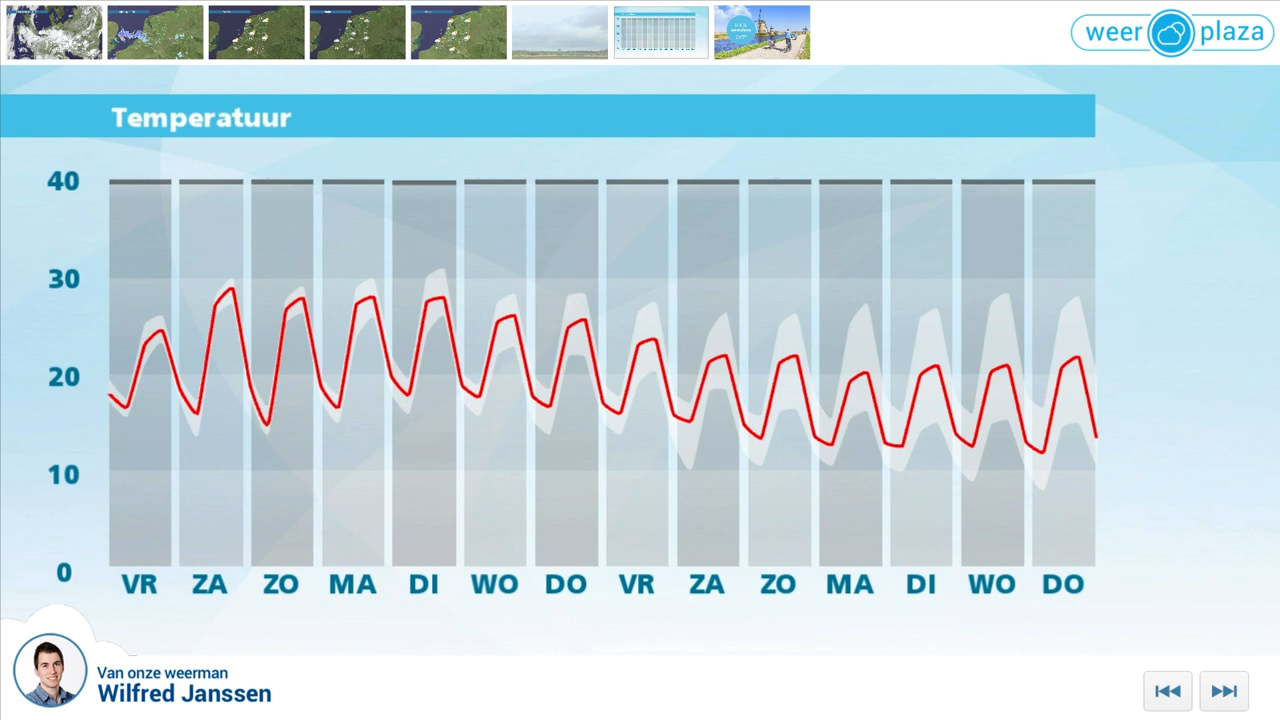 weer plaza
Temperatuur
40
30
20
10
0
VR ZA ZO MA DI WO DO VR ZA ZO MA DI WO DO
Van onze weerman
Wilfred Janssen